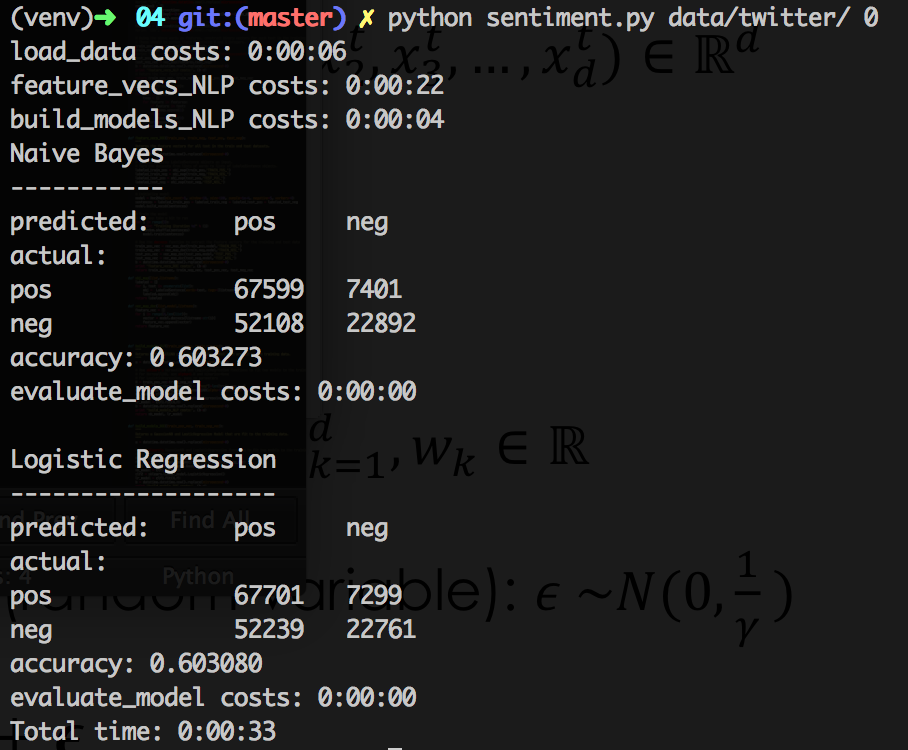 (venv)➜ 04 git:(master) ✗ python sentiment.py data/twitter/ 0
load_data costs: 0:00:06
feature_vecs_NLP costs: 0:00:22
build_models_NLP costs: 0:00:04
Naive Bayes
-----------
predicted: pos neg
actual:
pos 67599 7401
neg 52108 22892
accuracy: 0.603273
evaluate_model costs: 0:00:00
Logistic Regression
-------------------
predicted: pos neg
actual:
pos 67701 7299
neg 52239 22761
accuracy: 0.603080
evaluate_model costs: 0:00:00
Total time: 0:00:33